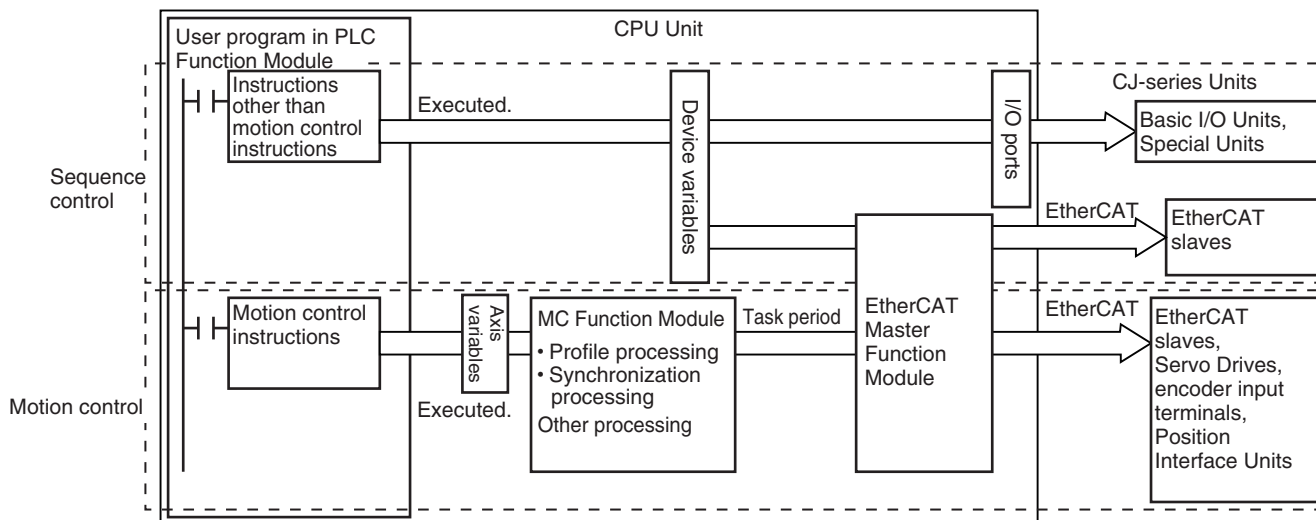 CPU Unit
User program in PLC
Function Module
Instructions
other than
motion control
instructions
Executed.
Device variables
I/O ports
CJ-series Units
Basic I/O Units,
Special Units
Sequence
control
EtherCAT
EtherCAT
slaves
Motion control
Motion control
instructions
Axis
variables
Executed.
MC Function Module
• Profile processing
• Synchronization
processing
Other processing
Task period
EtherCAT
Master
Function
Module
EtherCAT
EtherCAT
slaves,
Servo Drives,
encoder input
terminals,
Position
Interface Units